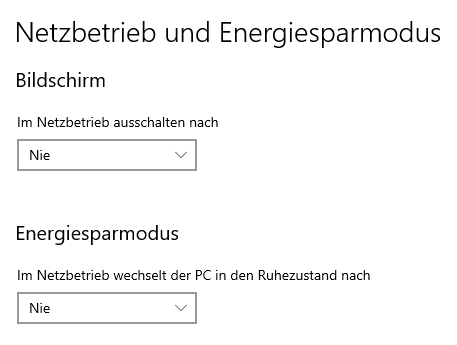 Netzbetrieb und Energiesparmodus
Bildschirm
Im Netzbetrieb ausschalten nach
Nie
Energiesparmodus
Im Netzbetrieb wechselt der PC in den Ruhezustand nach
Nie